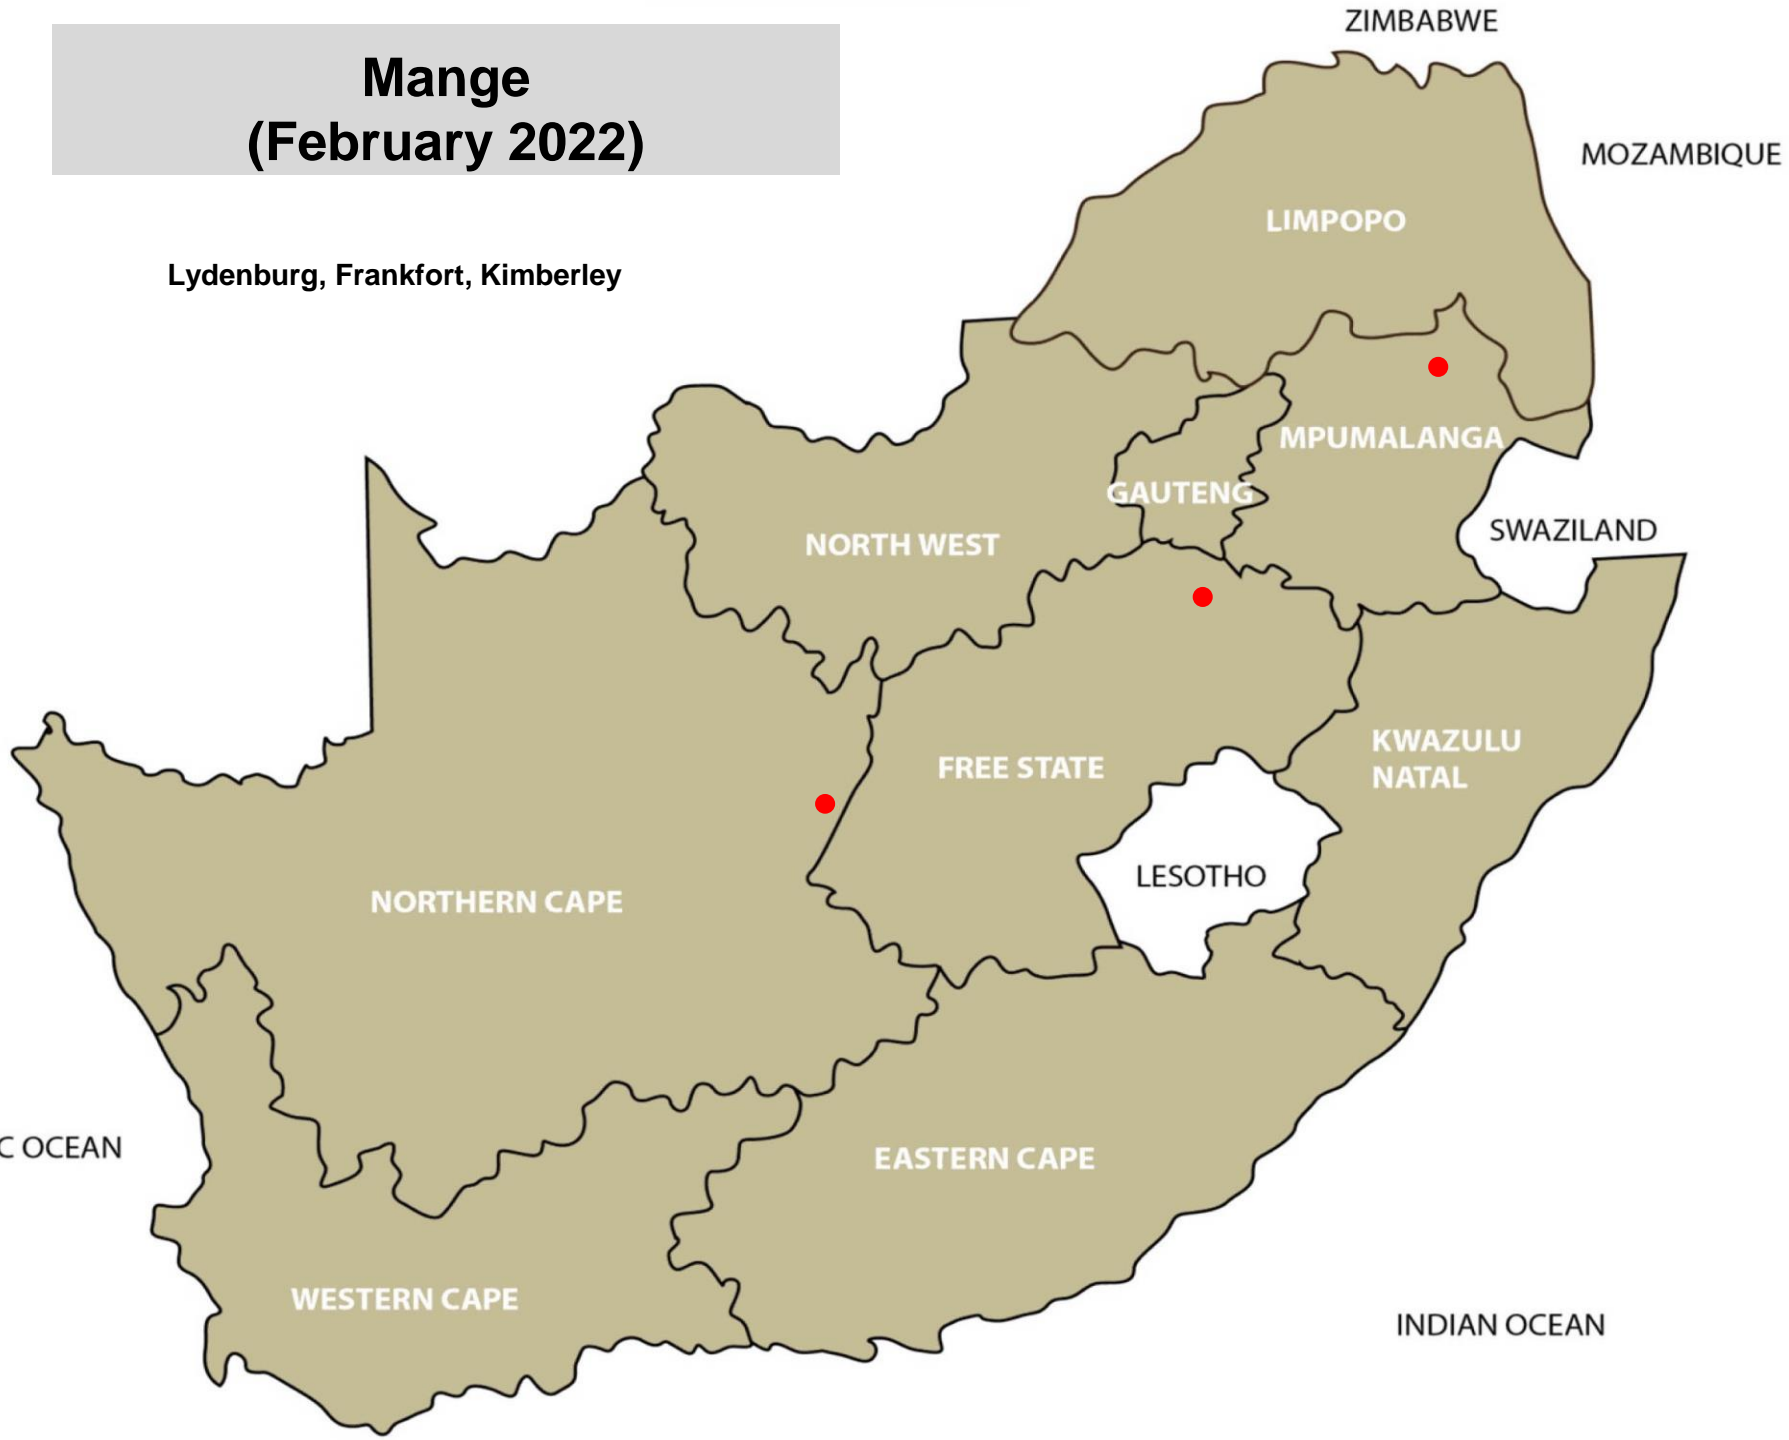 Mange
(February 2022)
Lydenburg, Frankfort, Kimberley
ZIMBABWE
MOZAMBIQUE
LIMPOPO
MPUMALANGA
GAUTENG
SWAZILAND
NORTH WEST
FREE STATE
KWAZULU
NATAL
LESOTHO
NORTHERN CAPE
C OCEAN
EASTERN CAPE
WESTERN CAPE
INDIAN OCEAN